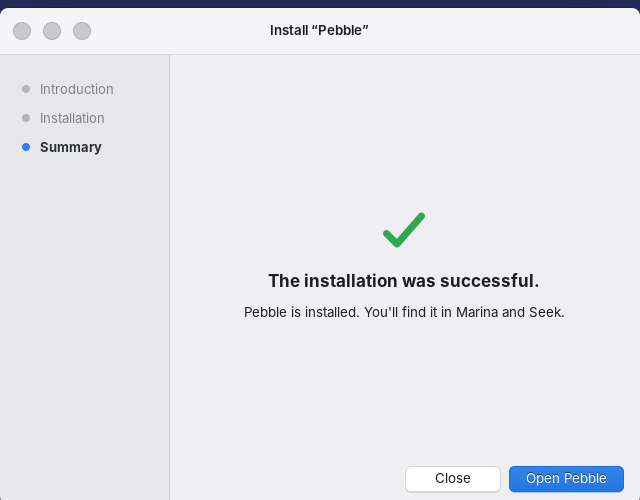 Install “Pebble”
Introduction
Installation
Summary
The installation was successful.
Pebble is installed. You'll find it in Marina and Seek.
Close
Open Pebble